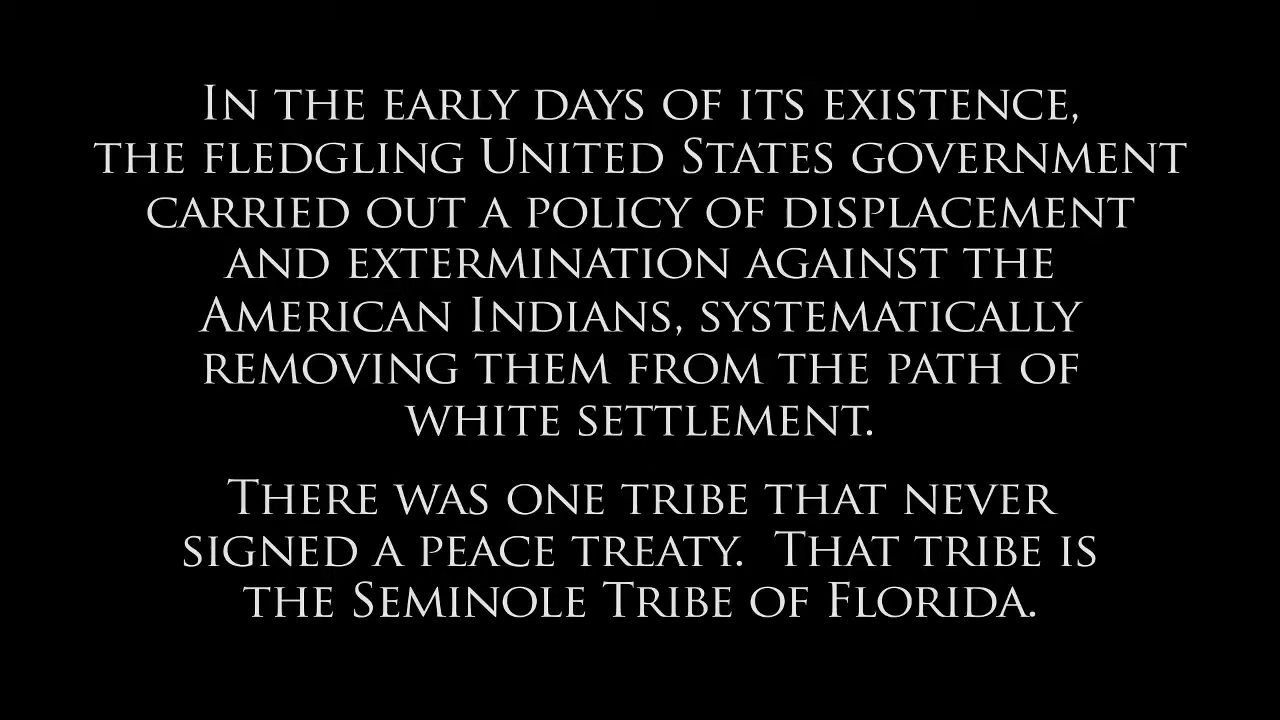 In the early days of its existence,
the fledgling United States government
carried out a policy of displacement
and extermination against the
American Indians, systematically
removing them from the path of
white settlement.
There was one tribe that never
signed a peace treaty.  That tribe is
the Seminole Tribe of Florida.